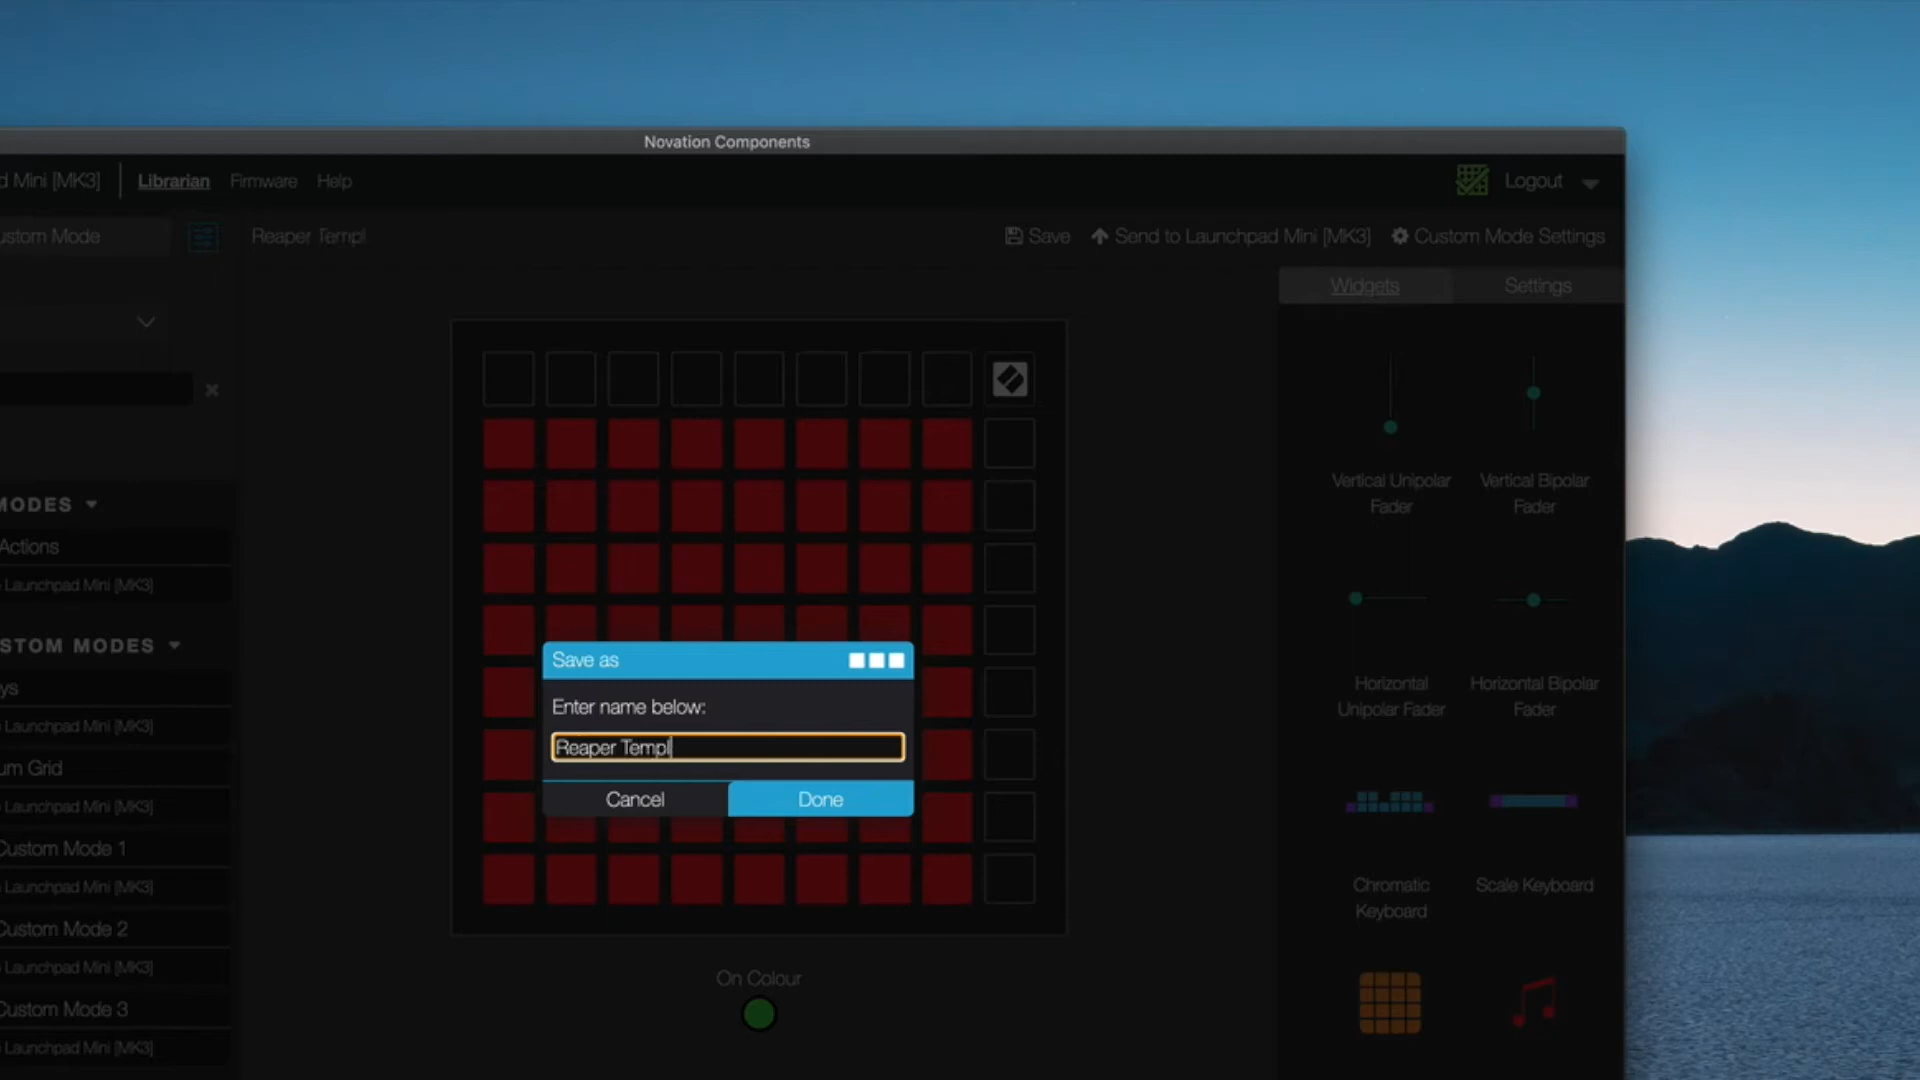 Novation Components
d Mini [MK3]
Librarian
Firmware
Help
Logout
ustom Mode
Reaper Templ
Save
Send to Launchpad Mini [MK3]
Custom Mode Settings
Widgets
Settings
Vertical Unipolar
Fader
Vertical Bipolar
Fader
MODES
Actions
Launchpad Mini [MK3]
STOM MODES
ys
Launchpad Mini [MK3]
um Grid
Launchpad Mini [MK3]
Custom Mode 1
Launchpad Mini [MK3]
Custom Mode 2
Launchpad Mini [MK3]
Custom Mode 3
Launchpad Mini [MK3]
Save as
Enter name below:
Reaper Templ
Cancel
Done
Horizontal
Unipolar Fader
Horizontal Bipolar
Fader
Chromatic
Keyboard
Scale Keyboard
On Colour